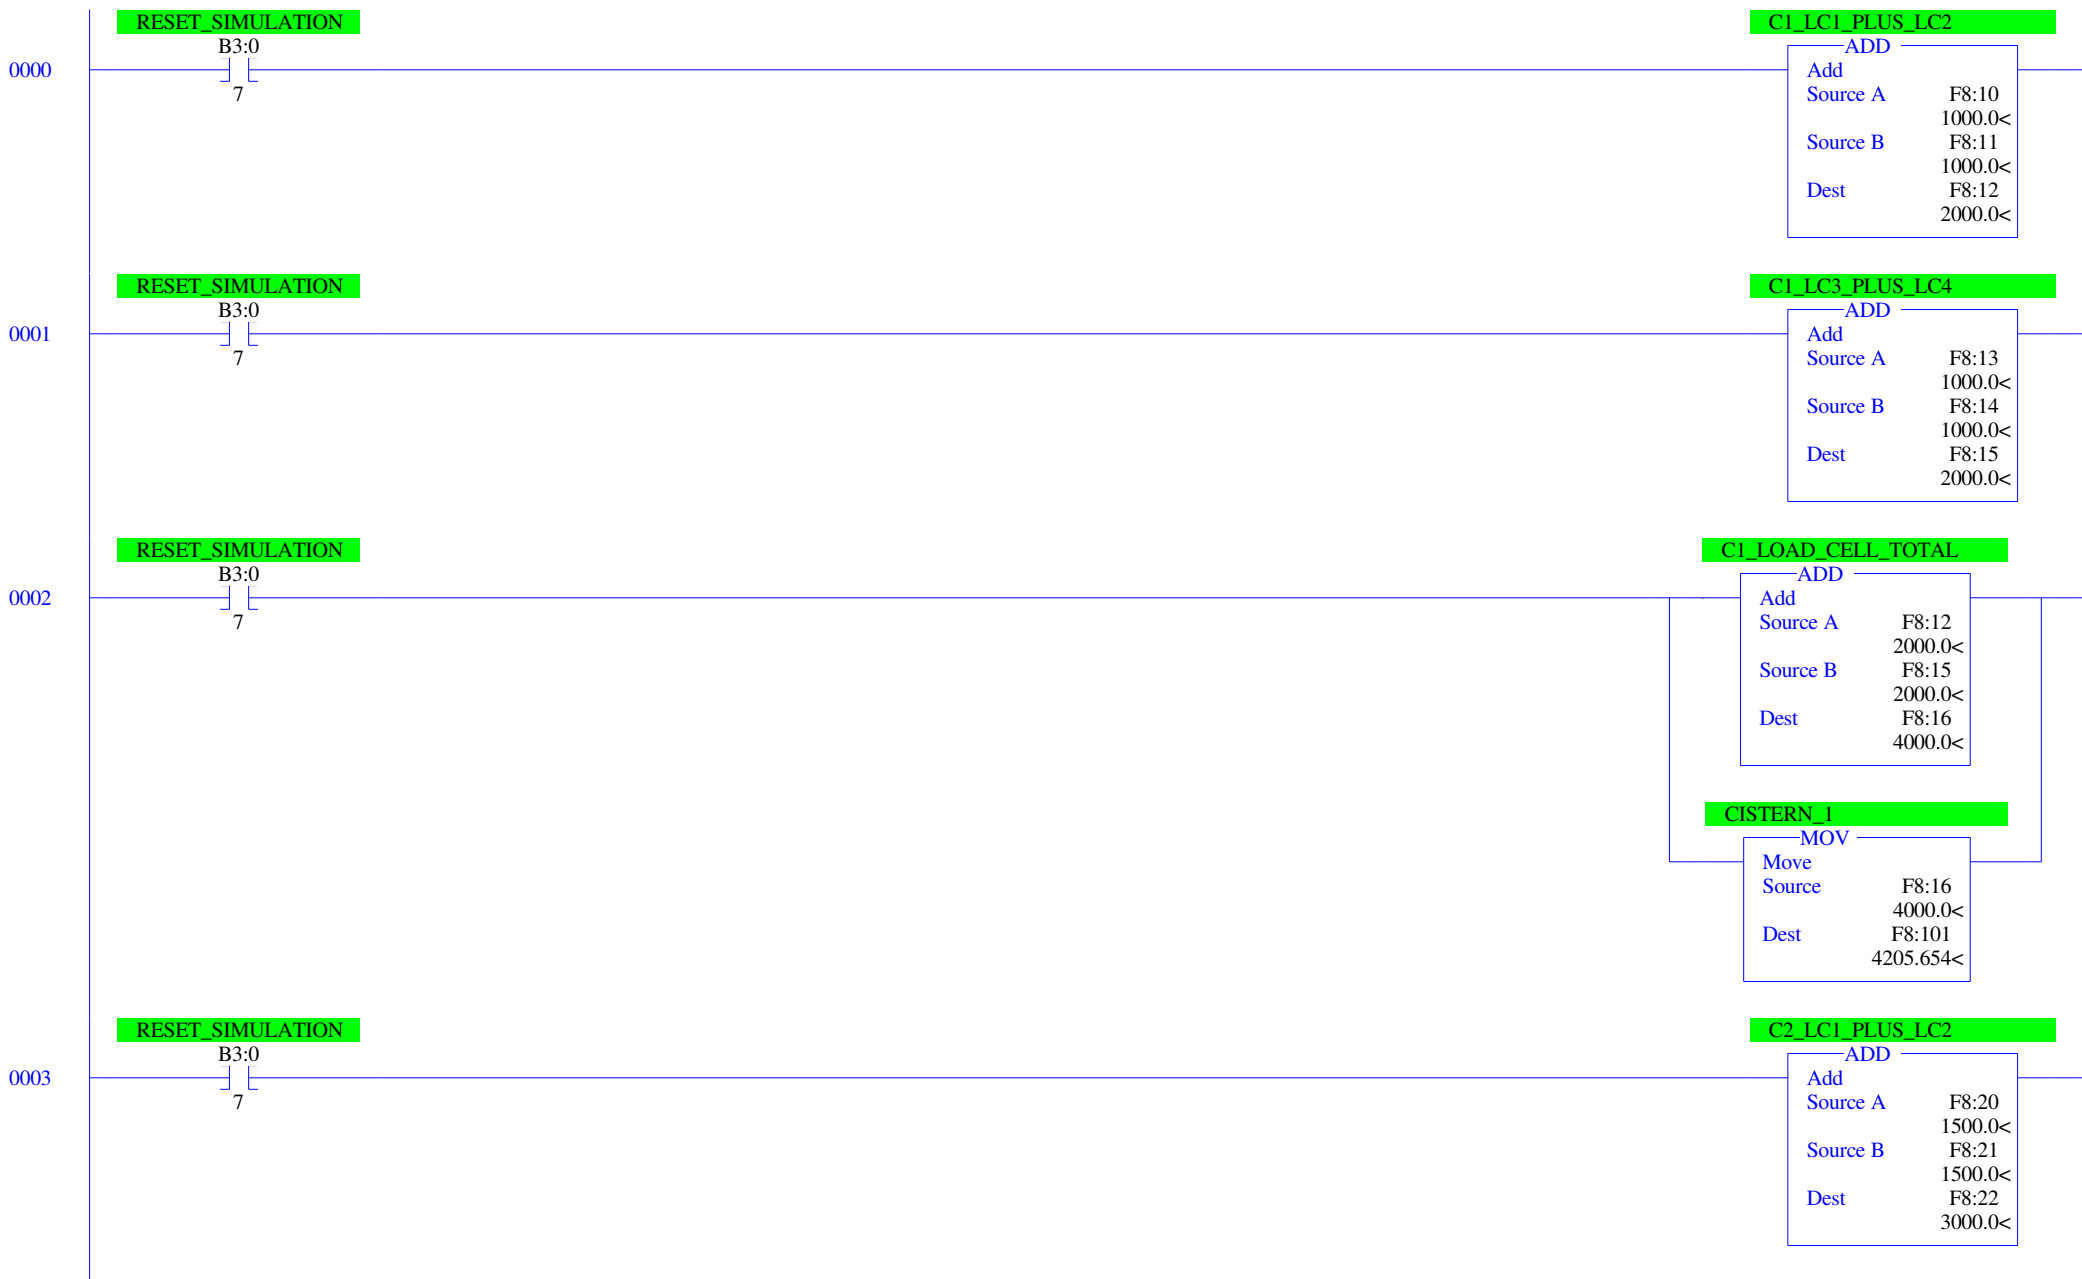 RESET_SIMULATION C1_LC1_PLUS_LC2
B3:0 ADD
0000 Add
7 Source A F8:10
1000.0<
Source B F8:11
1000.0<
Dest F8:12
2000.0<
RESET_SIMULATION C1_LC3_PLUS_LC4
B3:0 ADD
0001 Add
7 Source A F8:13
1000.0<
Source B F8:14
1000.0<
Dest F8:15
2000.0<
RESET_SIMULATION C1_LOAD_CELL_TOTAL
B3:0 ADD
0002 Add
7 Source A F8:12
2000.0<
Source B F8:15
2000.0<
Dest F8:16
4000.0<
CISTERN_1
MOV
Move
Source F8:16
4000.0<
Dest F8:101
4205.654<
RESET_SIMULATION C2_LC1_PLUS_LC2
B3:0 ADD
0003 Add
7 Source A F8:20
1500.0<
Source B F8:21
1500.0<
Dest F8:22
3000.0<